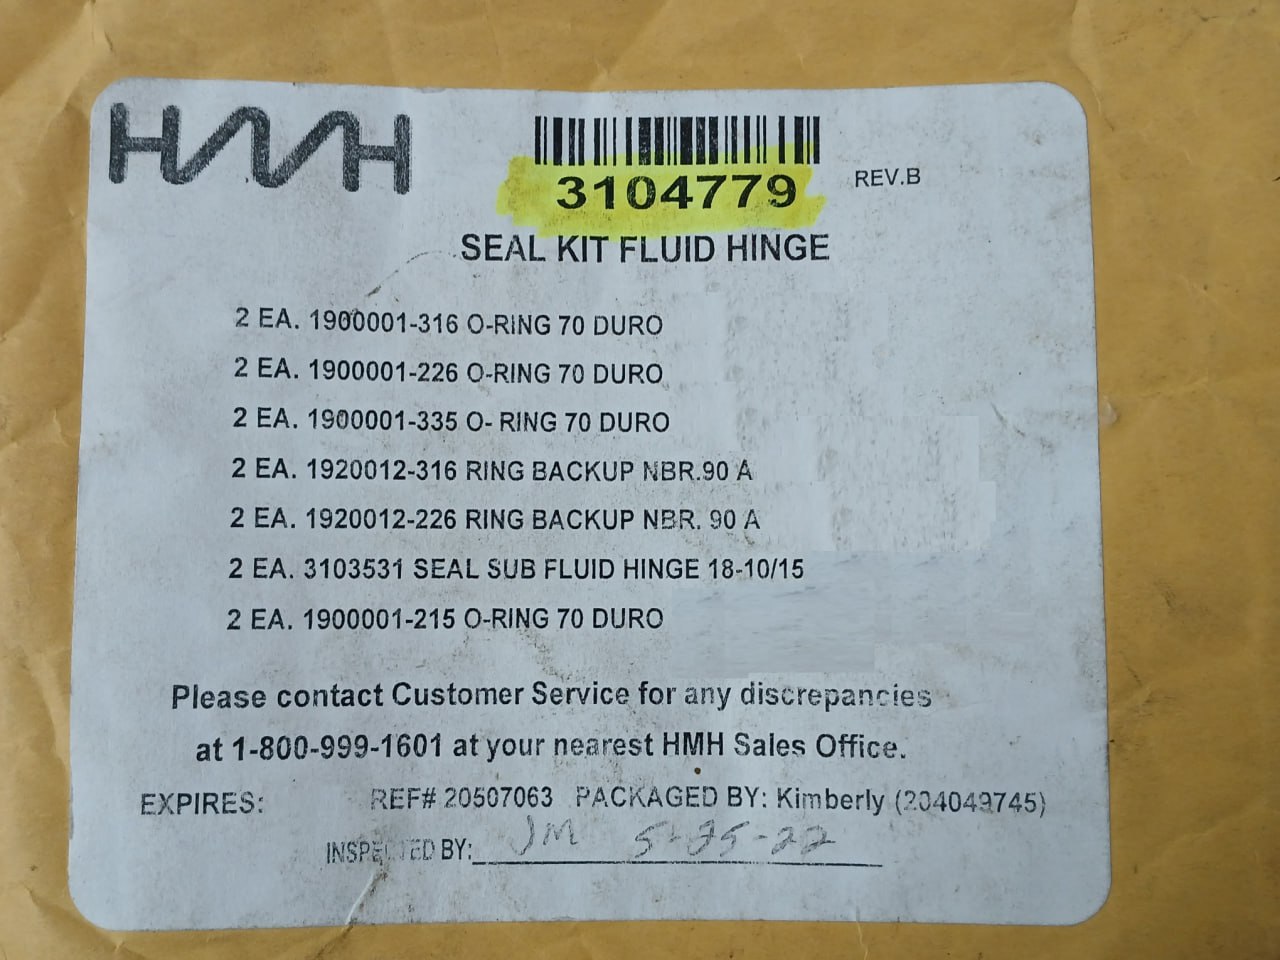 HMH
3104779
REV.B
SEAL KIT FLUID HINGE
2 EA. 1900001-316 O-RING 70 DURO
2 EA. 1900001-226 O-RING 70 DURO
2 EA. 1900001-335 O- RING 70 DURO
2 EA. 1920012-316 RING BACKUP NBR.90 A
2 EA. 1920012-226 RING BACKUP NBR. 90 A
2 EA. 3103531 SEAL SUB FLUID HINGE 18-10/15
2 EA. 1900001-215 O-RING 70 DURO
Please contact Customer Service for any discrepancies
at 1-800-999-1601 at your nearest HMH Sales Office.
EXPIRES: REF# 20507063 PACKAGED BY: Kimberly (204049745)
INSPECTED BY: JM 5-25-22